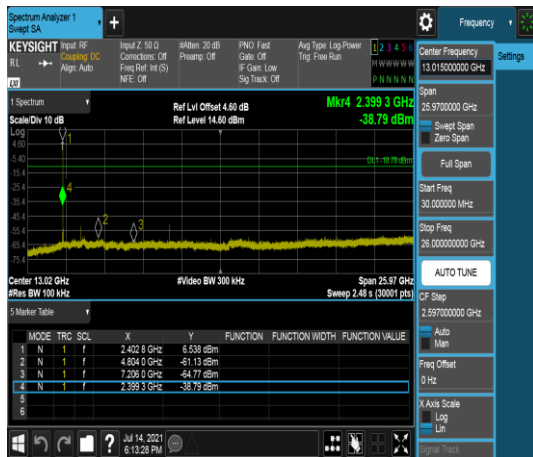 Spectrum Analyzer 1
Swept SA
Frequency
KEYSIGHT
RL
LXI
Input: RF
Coupling: DC
Align: Auto
Input Z: 50 Ω
Corrections: Off
Freq Ref: Int (S)
NFE: Off
#Atten: 20 dB
Preamp: Off
PNO: Fast
Gate: Off
IF Gain: Low
Sig Track: Off
Avg Type: Log-Power
Trig: Free Run
1 2 3 4 5 6
M W W W W W
P N N N N N
1 Spectrum
Scale/Div 10 dB
Log
Ref Lvl Offset 4.60 dB
Ref Level 14.60 dBm
Mkr4 2.399 3 GHz
-38.79 dBm
4.60
-5.40
-15.4
-25.4
-35.4
-45.4
-55.4
-65.4
1
4
2
3
DL1 -10.78 dBm
Center 13.02 GHz
#Res BW 100 kHz
#Video BW 300 kHz
Span 25.97 GHz
Sweep 2.48 s (30001 pts)
5 Marker Table
MODE TRC SCL X Y FUNCTION FUNCTION WIDTH FUNCTION VALUE
1 N 1 f 2.402 8 GHz 6.538 dBm
2 N 1 f 4.804 0 GHz -61.13 dBm
3 N 1 f 7.206 0 GHz -64.77 dBm
4 N 1 f 2.399 3 GHz -38.79 dBm
5
6
Jul 14, 2021
6:13:28 PM
Center Frequency
13.015000000 GHz
Settings
Span
25.9700000 GHz
Swept Span
Zero Span
Full Span
Start Freq
30.000000 MHz
Stop Freq
26.000000000 GHz
AUTO TUNE
CF Step
2.597000000 GHz
Auto
Man
Freq Offset
0 Hz
X Axis Scale
Log
Lin
Signal Track